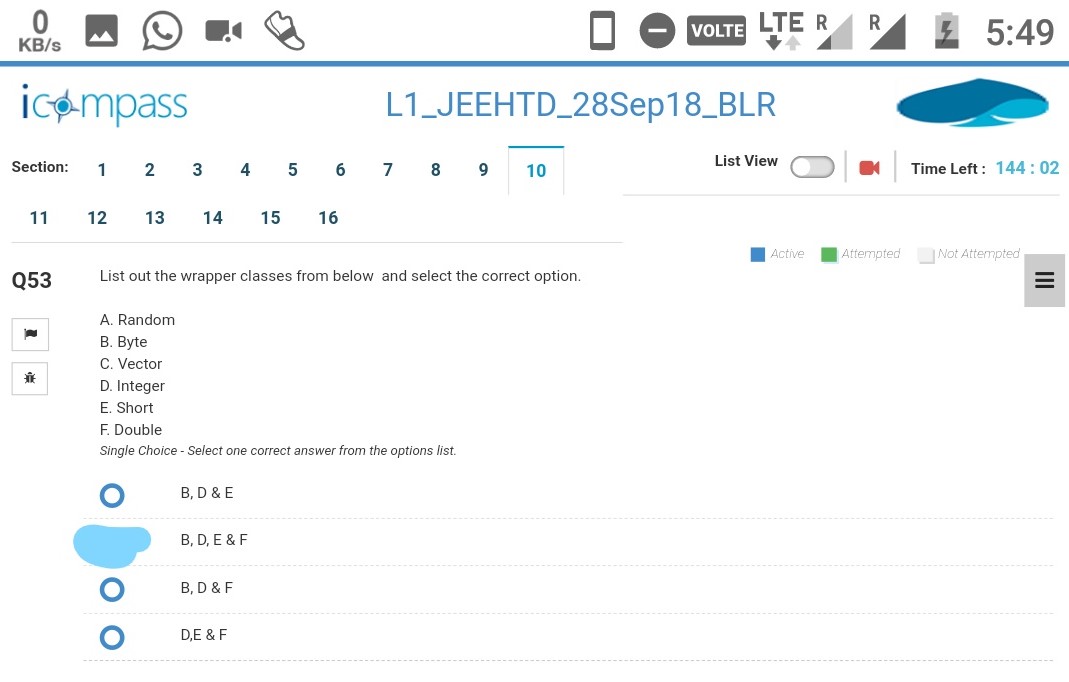 0
KB/s
VOLTE
LTE
R
R
5:49
icompass
L1_JEEHTD_28Sep18_BLR
Section: 1 2 3 4 5 6 7 8 9 10
List View
Time Left : 144 : 02
11 12 13 14 15 16
Active Attempted Not Attempted
Q53
List out the wrapper classes from below and select the correct option.
A. Random
B. Byte
C. Vector
D. Integer
E. Short
F. Double
Single Choice - Select one correct answer from the options list.
B, D & E
B, D, E & F
B, D & F
D,E & F